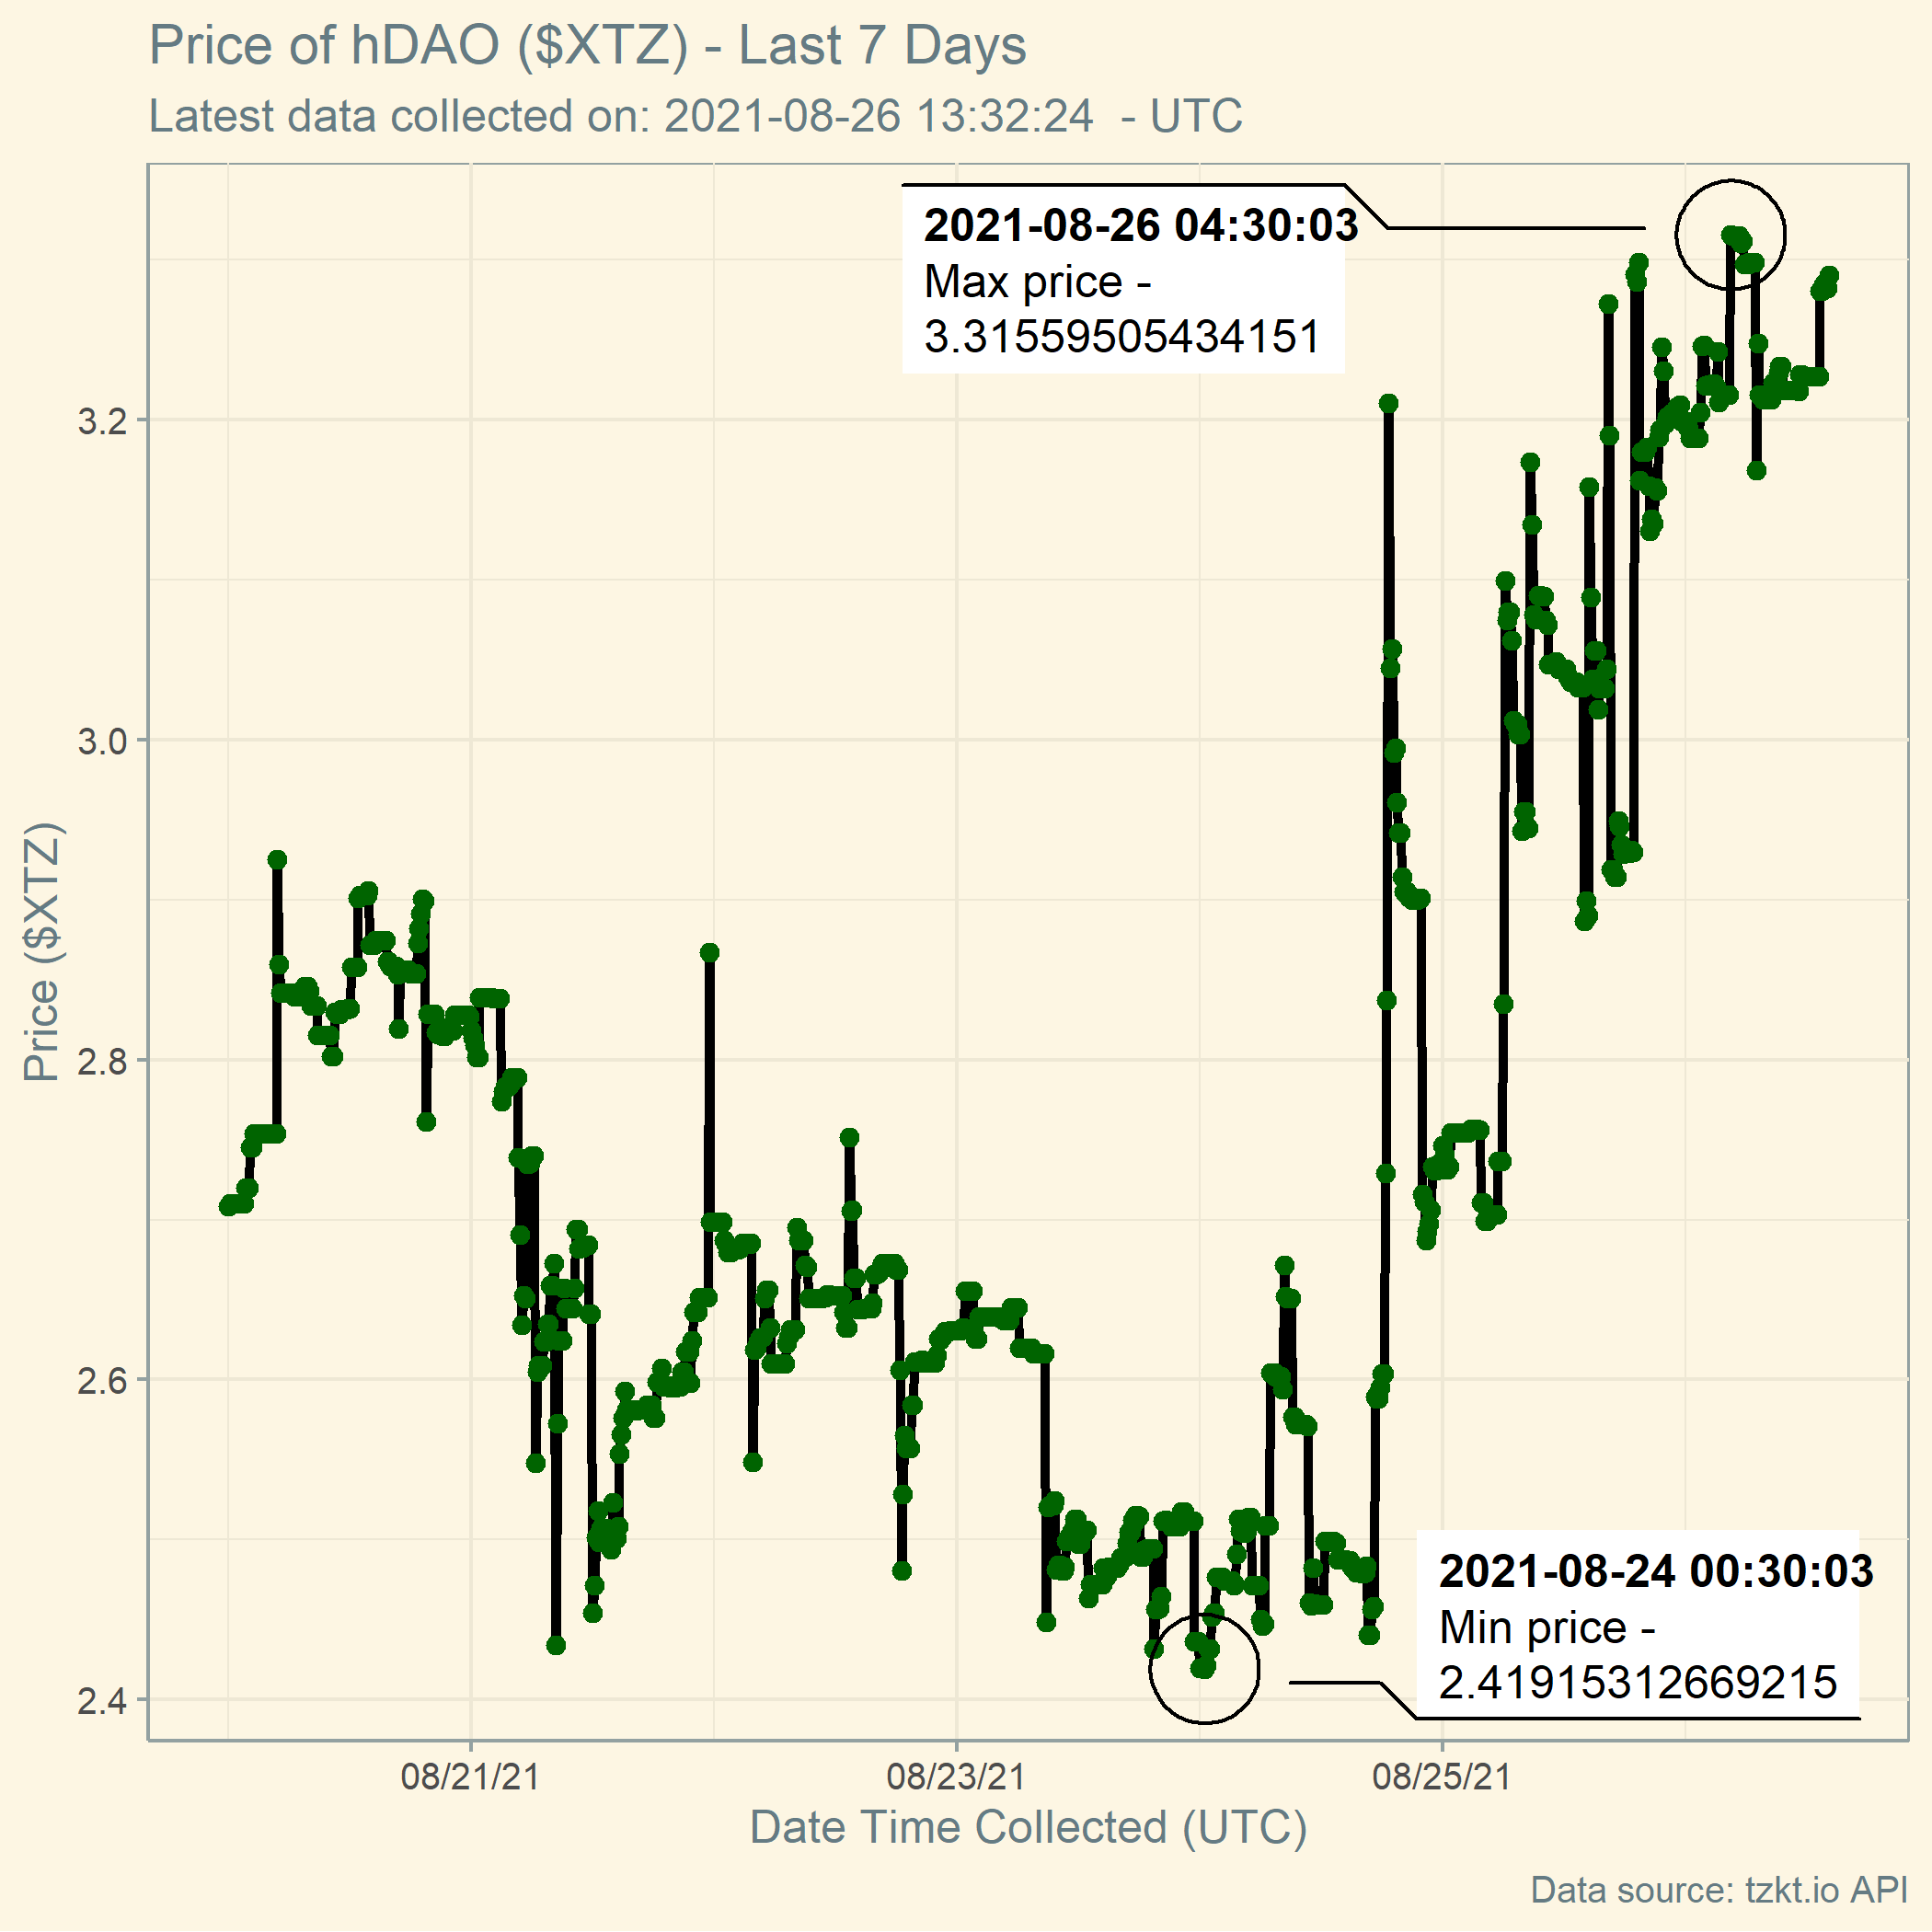 Price of hDAO ($XTZ) - Last 7 Days
Latest data collected on: 2021-08-26 13:32:24  - UTC
2021-08-26 04:30:03
Max price -
3.31559505434151
3.2
3.0
Price ($XTZ)
2.8
2.6
2021-08-24 00:30:03
Min price -
2.41915312669215
2.4
08/21/21
08/23/21
08/25/21
Date Time Collected (UTC)
Data source: tzkt.io API